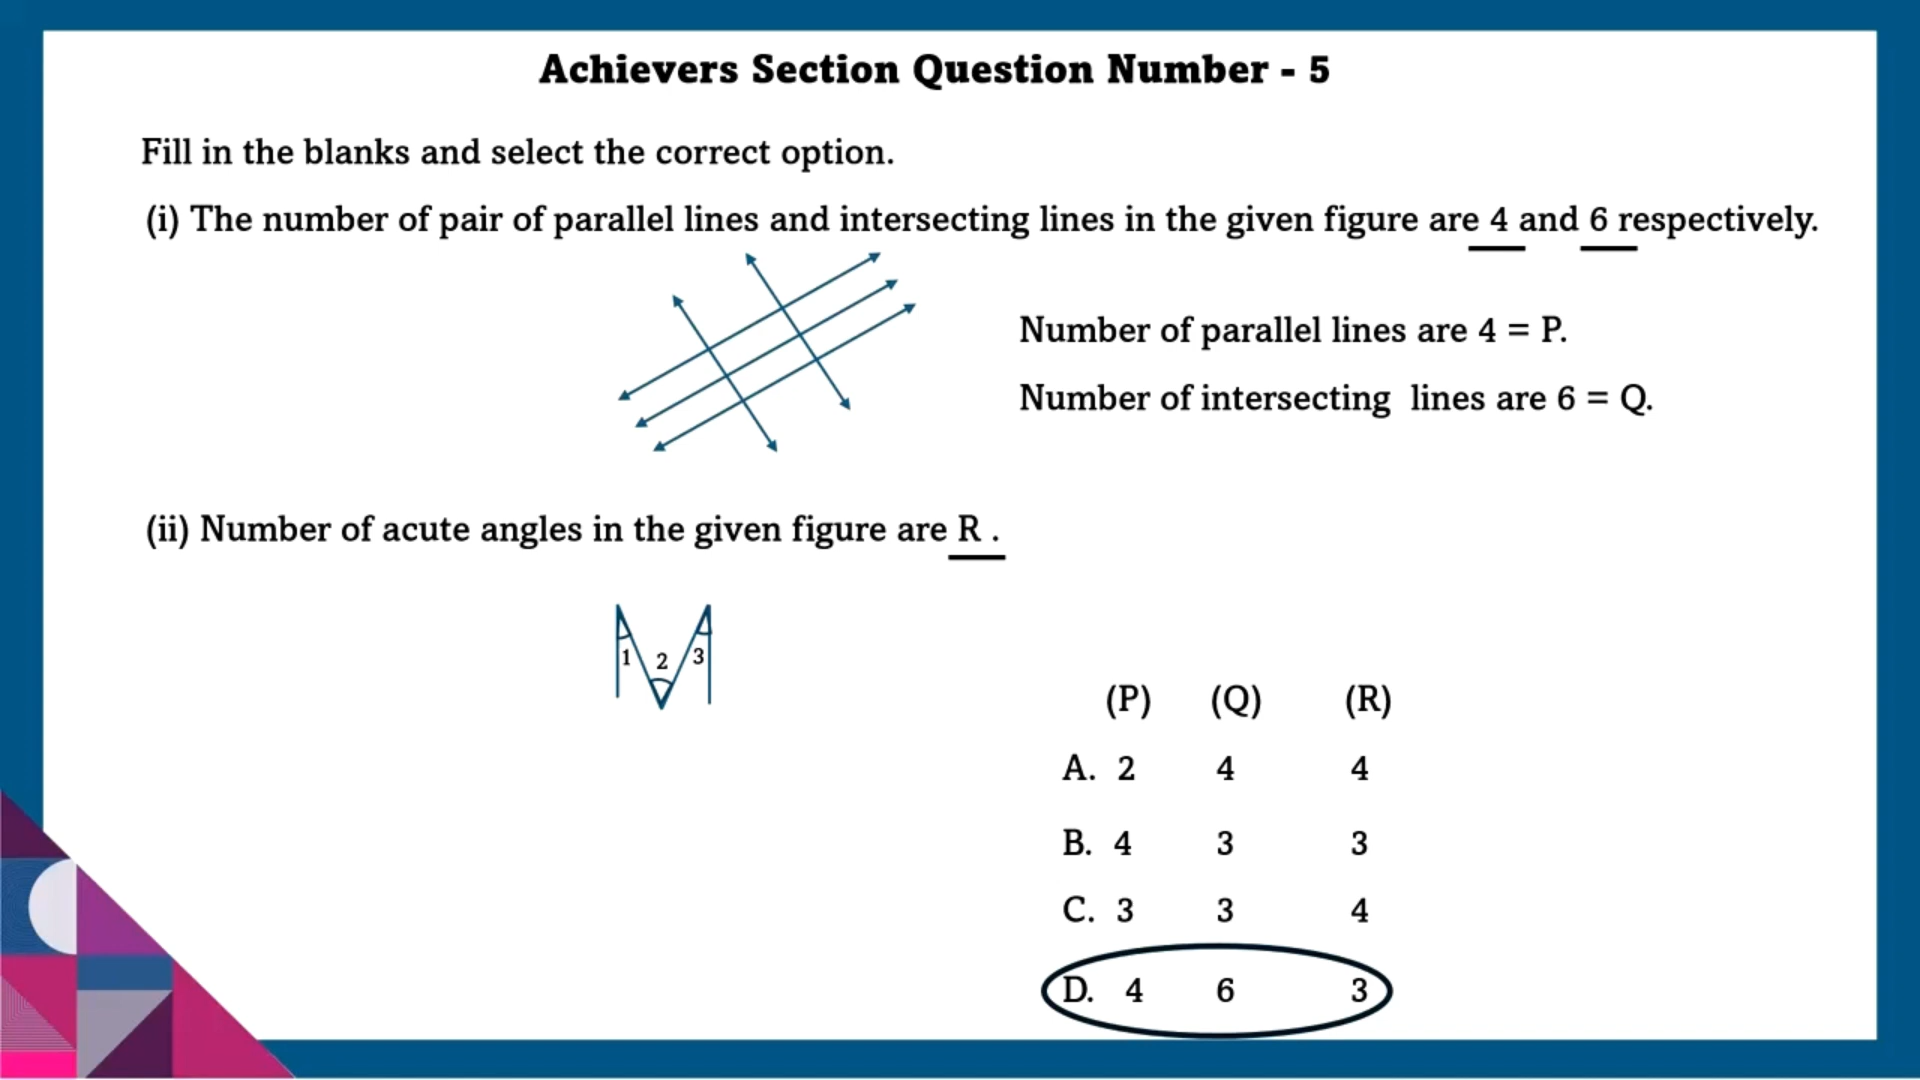 Achievers Section Question Number - 5
Fill in the blanks and select the correct option.
(i) The number of pair of parallel lines and intersecting lines in the given figure are 4 and 6 respectively.
Number of parallel lines are 4 = P.
Number of intersecting lines are 6 = Q.
(ii) Number of acute angles in the given figure are R .
1 2 3
(P) (Q) (R)
A. 2 4 4
B. 4 3 3
C. 3 3 4
D. 4 6 3